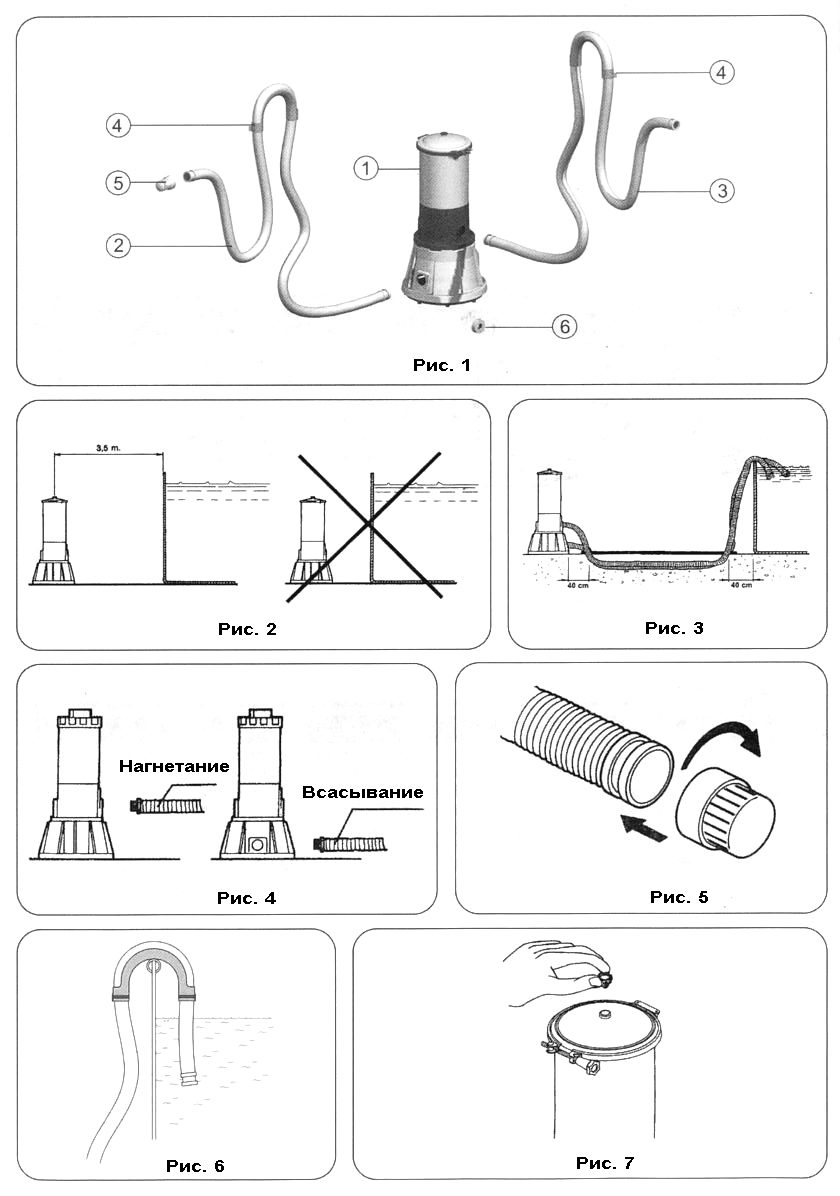 4
4
1
5
3
2
6
Рис. 1
3,5 m.
Рис. 2
40 cm
40 cm
Рис. 3
Нагнетание
Всасывание
Рис. 4
Рис. 5
Рис. 6
Рис. 7